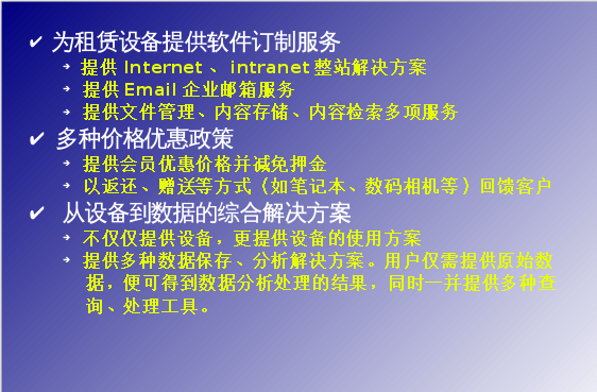 ✔ 为租赁设备提供软件订制服务
➔ 提供 Internet 、 intranet 整站解决方案
➔ 提供 Email 企业邮箱服务
➔ 提供文件管理、内容存储、内容检索多项服务
✔ 多种价格优惠政策
➔ 提供会员优惠价格并减免押金
➔ 以返还、赠送等方式（如笔记本、数码相机等）回馈客户
✔ 从设备到数据的综合解决方案
➔ 不仅仅提供设备，更提供设备的使用方案
➔ 提供多种数据保存、分析解决方案。用户仅需提供原始数
据，便可得到数据分析处理的结果，同时一并提供多种查
询、处理工具。